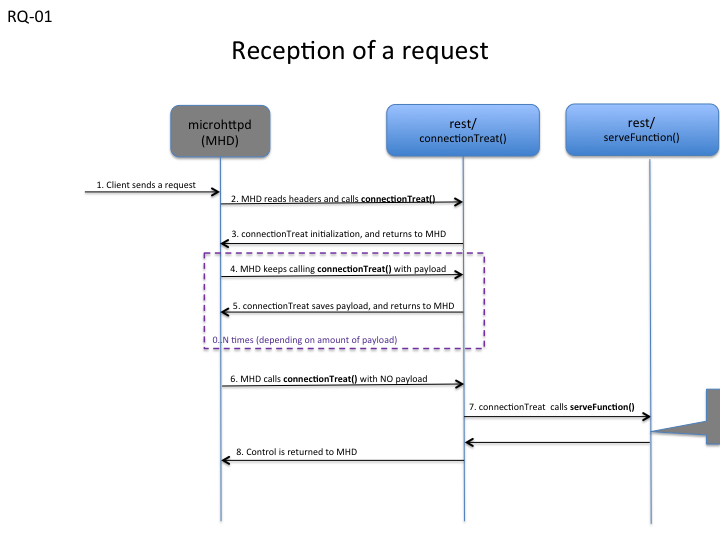 RQ-01
Reception of a request
microhttpd
(MHD)
rest/
connectionTreat()
rest/
serveFunction()
1. Client sends a request
2. MHD reads headers and calls connectionTreat()
3. connectionTreat initialization, and returns to MHD
4. MHD keeps calling connectionTreat() with payload
5. connectionTreat saves payload, and returns to MHD
0..N times (depending on amount of payload)
6. MHD calls connectionTreat() with NO payload
7. connectionTreat calls serveFunction()
8. Control is returned to MHD